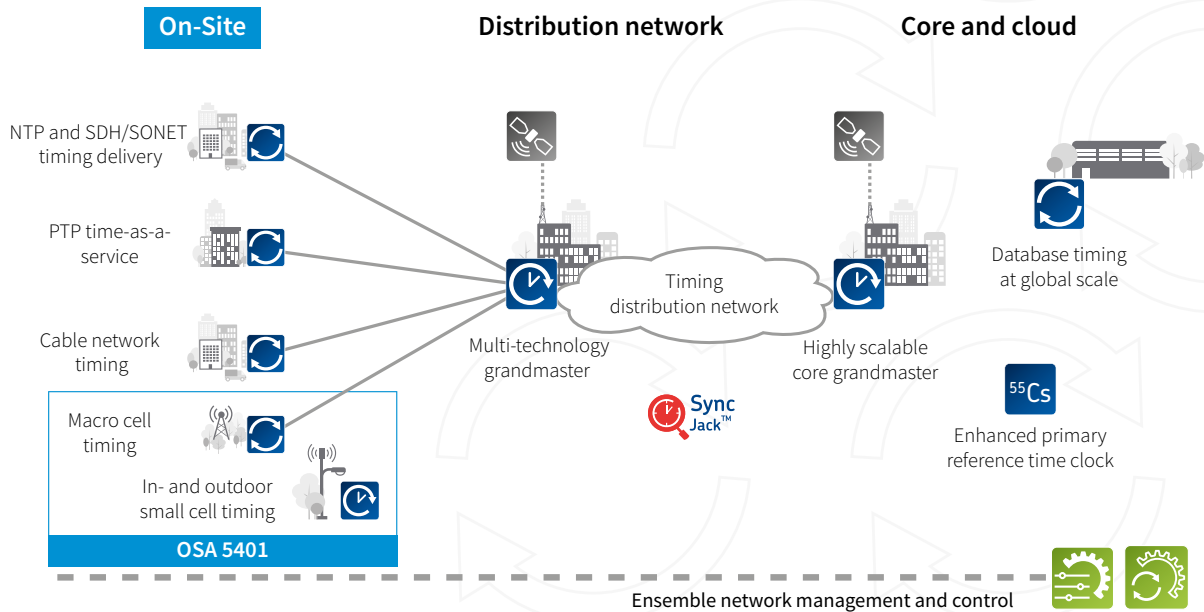 On-Site
Distribution network
Core and cloud
NTP and SDH/SONET
timing delivery
PTP time-as-a-
service
Cable network
timing
Macro cell
timing
In- and outdoor
small cell timing
OSA 5401
Multi-technology
grandmaster
Timing
distribution network
Sync
Jack™
Highly scalable
core grandmaster
Database timing
at global scale
⁵⁵Cs
Enhanced primary
reference time clock
Ensemble network management and control